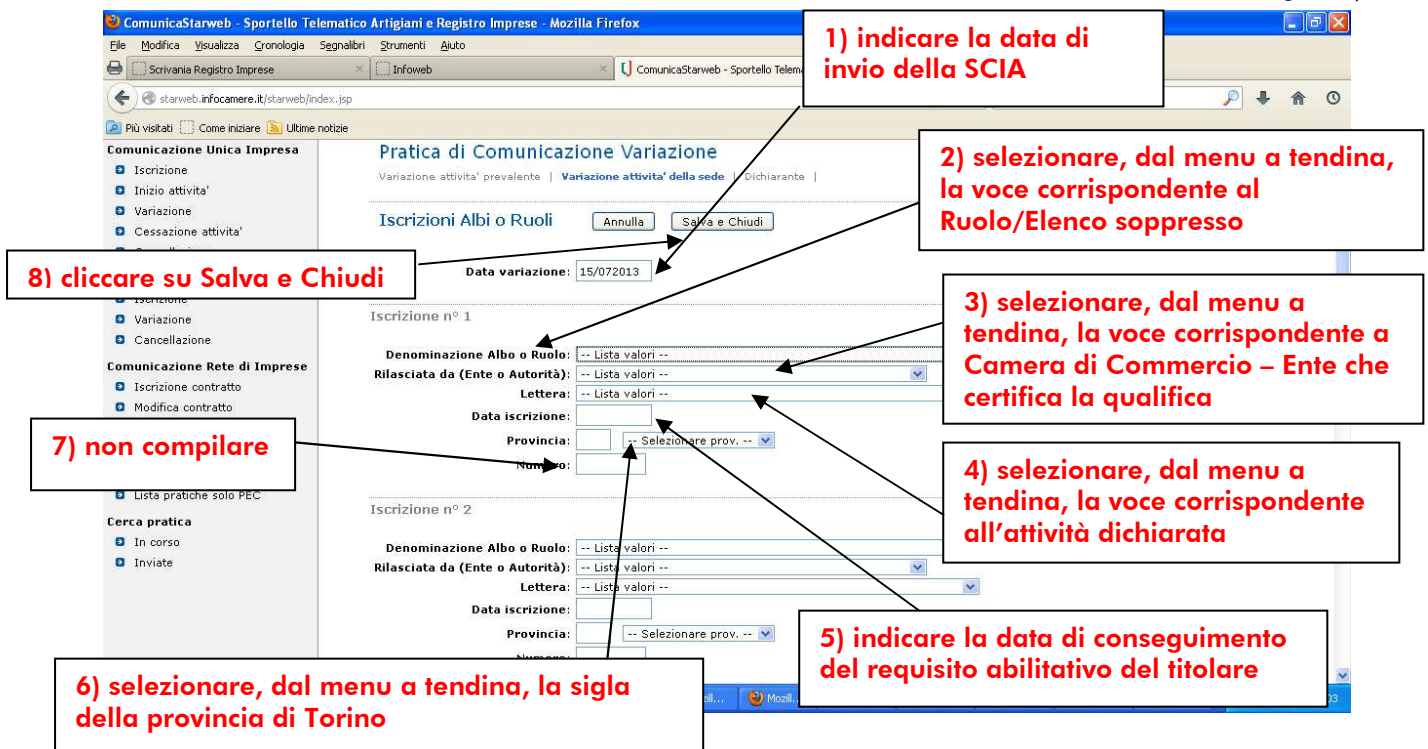 ComunicaStarweb - Sportello Telematico Artigiani e Registro Imprese - Mozilla Firefox
File Modifica Visualizza Cronologia Segnalibri Strumenti Aiuto
Scrivania Registro Imprese
Infoweb
ComunicaStarweb - Sportello Telem
starweb.infocamere.it/starweb/index.jsp
Più visitati Come iniziare Ultime notizie
1) indicare la data di
invio della SCIA
Comunicazione Unica Impresa
Iscrizione
Inizio attivita'
Variazione
Cessazione attivita'
Pratica di Comunicazione Variazione
Variazione attivita' prevalente | Variazione attivita' della sede | Dichiarante |
Iscrizioni Albi o Ruoli
Annulla
Salva e Chiudi
2) selezionare, dal menu a tendina,
la voce corrispondente al
Ruolo/Elenco soppresso
8) cliccare su Salva e Chiudi
Data variazione: 15/072013
Iscrizione
Variazione
Cancellazione
Comunicazione Rete di Imprese
Iscrizione contratto
Modifica contratto
Iscrizione n° 1
Denominazione Albo o Ruolo: -- Lista valori --
Rilasciata da (Ente o Autorità): -- Lista valori --
Lettera: -- Lista valori --
Data iscrizione:
Provincia: -- Selezionare prov. --
Numero:
3) selezionare, dal menu a
tendina, la voce corrispondente a
Camera di Commercio – Ente che
certifica la qualifica
7) non compilare
Lista pratiche solo PEC
Cerca pratica
In corso
Inviate
4) selezionare, dal menu a
tendina, la voce corrispondente
all'attività dichiarata
Iscrizione n° 2
Denominazione Albo o Ruolo: -- Lista valori --
Rilasciata da (Ente o Autorità): -- Lista valori --
Lettera: -- Lista valori --
Data iscrizione:
Provincia: -- Selezionare prov. --
Numero:
5) indicare la data di conseguimento
del requisito abilitativo del titolare
6) selezionare, dal menu a tendina, la sigla
della provincia di Torino
Mozill...
03